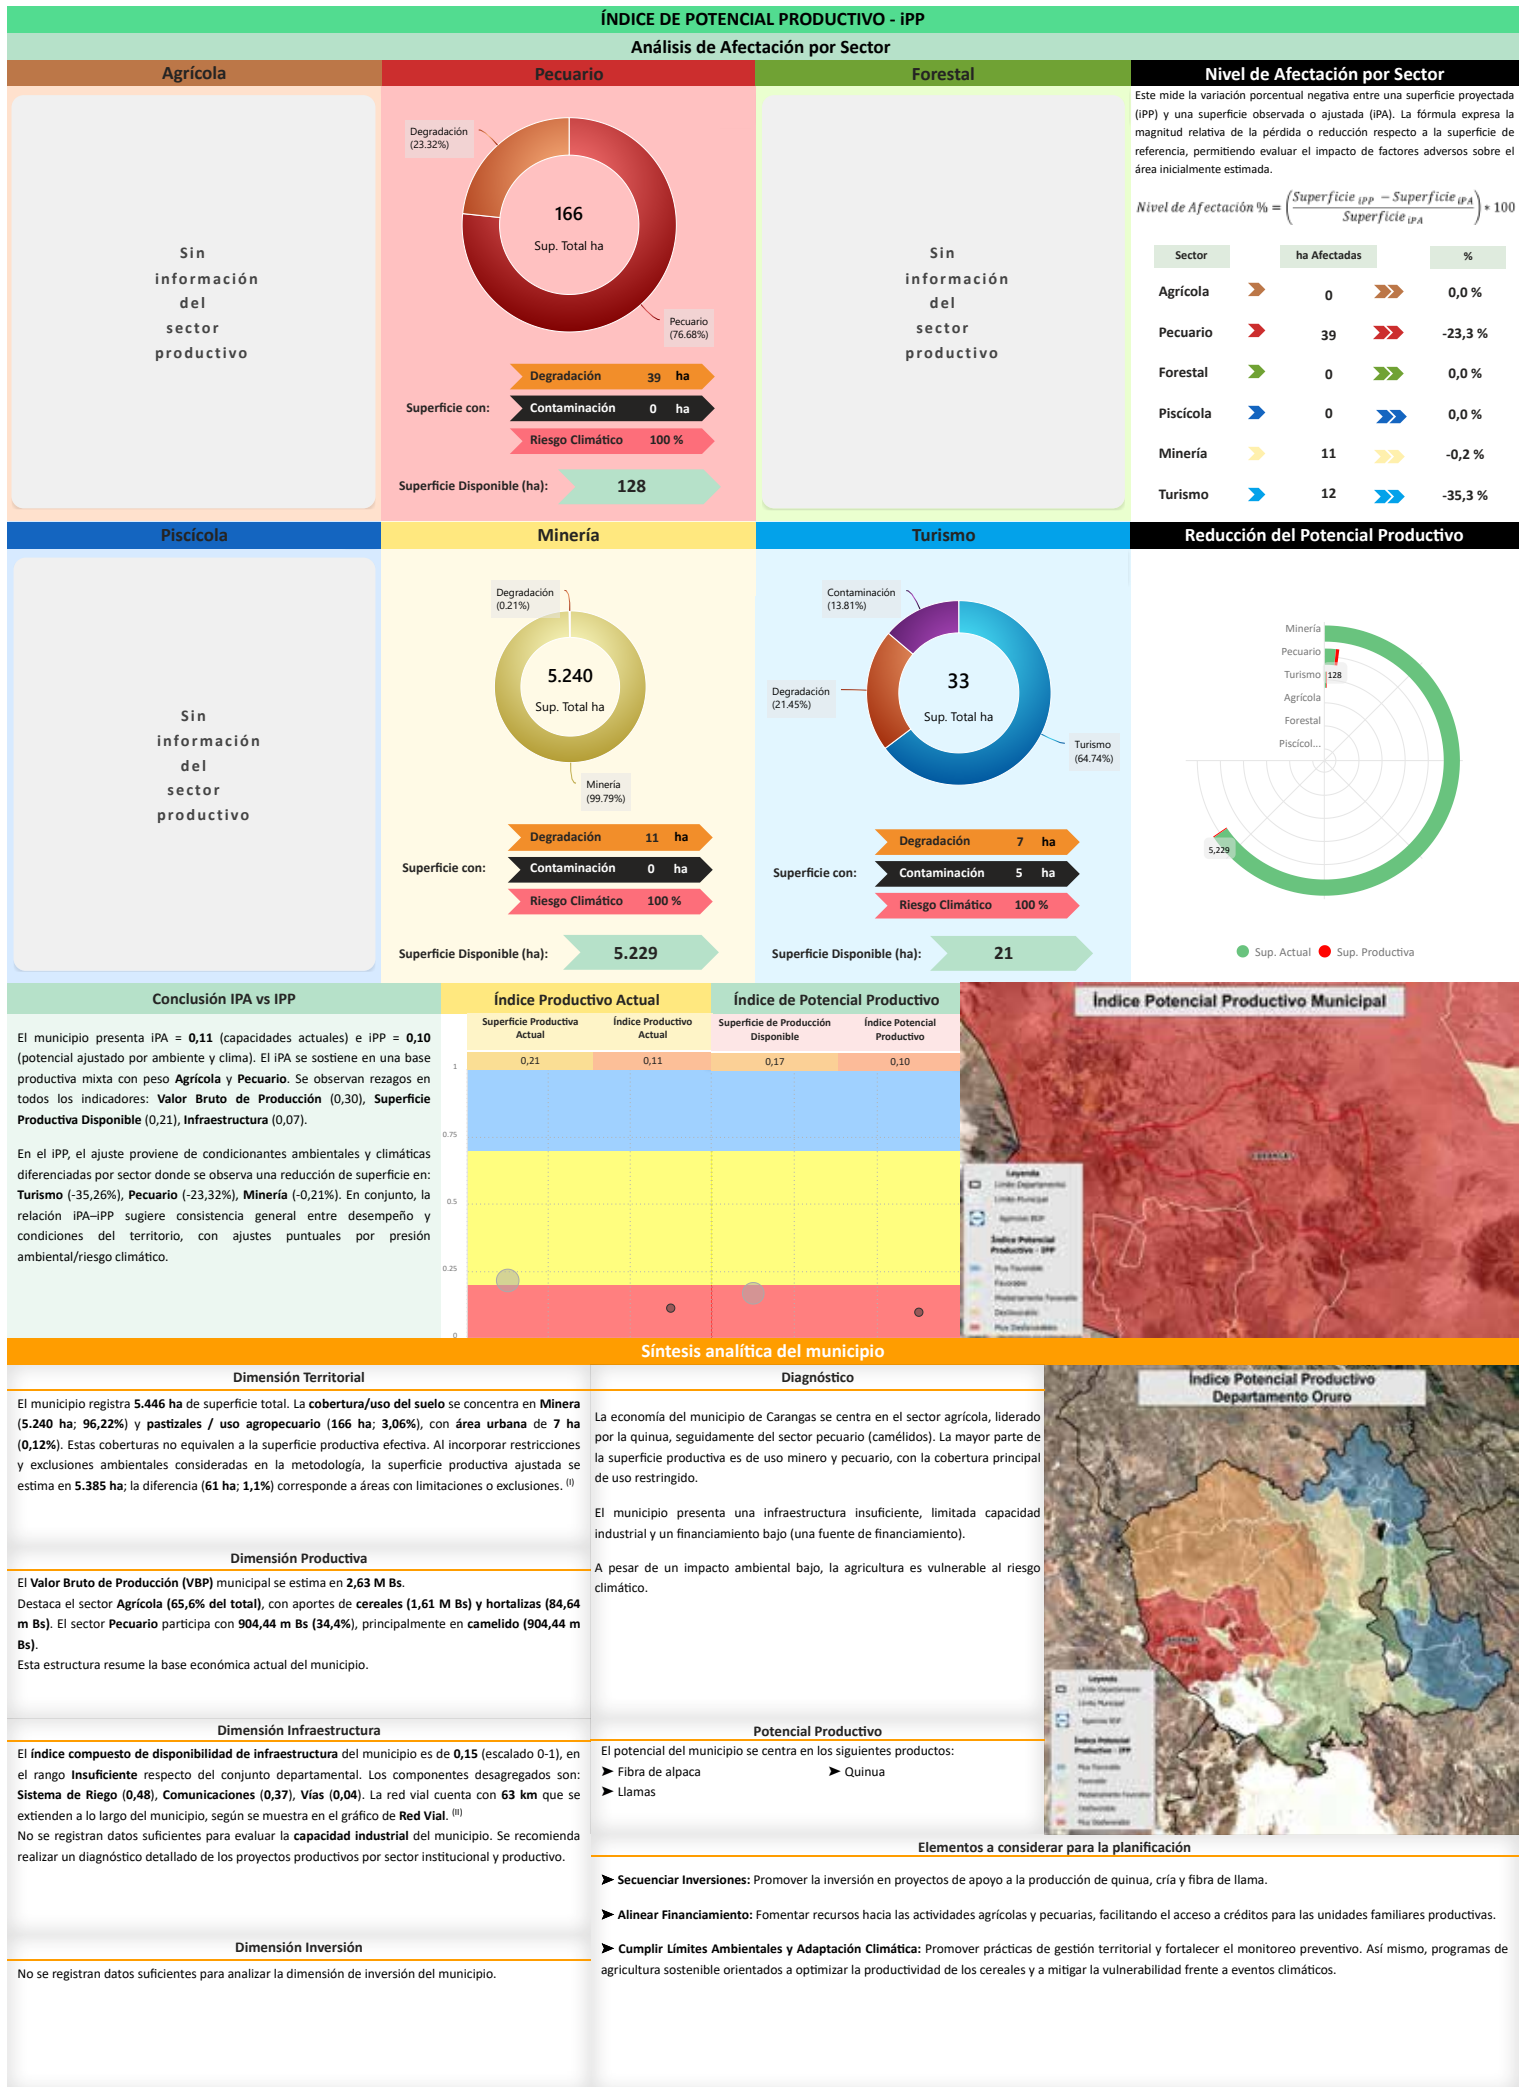 ÍNDICE DE POTENCIAL PRODUCTIVO - iPP
Análisis de Afectación por Sector
Agrícola
Sin
información
del
sector
productivo
Pecuario
Degradación
(23.32%)
166
Sup. Total ha
Pecuario
(76.68%)
Superficie con:
Degradación 39 ha
Contaminación 0 ha
Riesgo Climático 100 %
Superficie Disponible (ha): 128
Forestal
Sin
información
del
sector
productivo
Nivel de Afectación por Sector
Este mide la variación porcentual negativa entre una superficie proyectada
(iPP) y una superficie observada o ajustada (iPA). La fórmula expresa la
magnitud relativa de la pérdida o reducción respecto a la superficie de
referencia, permitiendo evaluar el impacto de factores adversos sobre el
área inicialmente estimada.
Nivel de Afectación % = (Superficie iPP − Superficie iPA / Superficie iPA) * 100
Sector ha Afectadas %
Agrícola 0 0,0 %
Pecuario 39 -23,3 %
Forestal 0 0,0 %
Piscícola 0 0,0 %
Minería 11 -0,2 %
Turismo 12 -35,3 %
Piscícola
Sin
información
del
sector
productivo
Minería
Degradación
(0.21%)
5.240
Sup. Total ha
Minería
(99.79%)
Superficie con:
Degradación 11 ha
Contaminación 0 ha
Riesgo Climático 100 %
Superficie Disponible (ha): 5.229
Turismo
Contaminación
(13.81%)
Degradación
(21.45%)
33
Sup. Total ha
Turismo
(64.74%)
Superficie con:
Degradación 7 ha
Contaminación 5 ha
Riesgo Climático 100 %
Superficie Disponible (ha): 21
Reducción del Potencial Productivo
Minería
Pecuario
Turismo
Agrícola
Forestal
Piscícol...
128
5,229
Sup. Actual Sup. Productiva
Conclusión IPA vs IPP
El municipio presenta iPA = 0,11 (capacidades actuales) e iPP = 0,10
(potencial ajustado por ambiente y clima). El iPA se sostiene en una base
productiva mixta con peso Agrícola y Pecuario. Se observan rezagos en
todos los indicadores: Valor Bruto de Producción (0,30), Superficie
Productiva Disponible (0,21), Infraestructura (0,07).
En el iPP, el ajuste proviene de condicionantes ambientales y climáticas
diferenciadas por sector donde se observa una reducción de superficie en:
Turismo (-35,26%), Pecuario (-23,32%), Minería (-0,21%). En conjunto, la
relación iPA–iPP sugiere consistencia general entre desempeño y
condiciones del territorio, con ajustes puntuales por presión
ambiental/riesgo climático.
Índice Productivo Actual Índice de Potencial Productivo
Superficie Productiva
Actual
Índice Productivo
Actual
Superficie de Producción
Disponible
Índice Potencial
Productivo
0,21 0,11 0,17 0,10
1
0.75
0.5
0.25
0
Índice Potencial Productivo Municipal
CARANGAS
Leyenda
Límite Departamento
Límite Municipal
Agencias BDP
Índice Potencial
Productivo - IPP
Muy Favorable
Favorable
Moderamente Favorable
Desfavorable
Muy Desfavorable
Síntesis analítica del municipio
Dimensión Territorial
El municipio registra 5.446 ha de superficie total. La cobertura/uso del suelo se concentra en Minera
(5.240 ha; 96,22%) y pastizales / uso agropecuario (166 ha; 3,06%), con área urbana de 7 ha
(0,12%). Estas coberturas no equivalen a la superficie productiva efectiva. Al incorporar restricciones
y exclusiones ambientales consideradas en la metodología, la superficie productiva ajustada se
estima en 5.385 ha; la diferencia (61 ha; 1,1%) corresponde a áreas con limitaciones o exclusiones. (I)
Dimensión Productiva
El Valor Bruto de Producción (VBP) municipal se estima en 2,63 M Bs.
Destaca el sector Agrícola (65,6% del total), con aportes de cereales (1,61 M Bs) y hortalizas (84,64
m Bs). El sector Pecuario participa con 904,44 m Bs (34,4%), principalmente en camelido (904,44 m
Bs).
Esta estructura resume la base económica actual del municipio.
Dimensión Infraestructura
El índice compuesto de disponibilidad de infraestructura del municipio es de 0,15 (escalado 0-1), en
el rango Insuficiente respecto del conjunto departamental. Los componentes desagregados son:
Sistema de Riego (0,48), Comunicaciones (0,37), Vías (0,04). La red vial cuenta con 63 km que se
extienden a lo largo del municipio, según se muestra en el gráfico de Red Vial. (II)
No se registran datos suficientes para evaluar la capacidad industrial del municipio. Se recomienda
realizar un diagnóstico detallado de los proyectos productivos por sector institucional y productivo.
Dimensión Inversión
No se registran datos suficientes para analizar la dimensión de inversión del municipio.
Diagnóstico
La economía del municipio de Carangas se centra en el sector agrícola, liderado
por la quinua, seguidamente del sector pecuario (camélidos). La mayor parte de
la superficie productiva es de uso minero y pecuario, con la cobertura principal
de uso restringido.
El municipio presenta una infraestructura insuficiente, limitada capacidad
industrial y un financiamiento bajo (una fuente de financiamiento).
A pesar de un impacto ambiental bajo, la agricultura es vulnerable al riesgo
climático.
Potencial Productivo
El potencial del municipio se centra en los siguientes productos:
➤ Fibra de alpaca ➤ Quinua
➤ Llamas
Índice Potencial Productivo
Departamento Oruro
CARANGAS
Leyenda
Límite Departamento
Límite Municipal
Agencias BDP
Índice Potencial
Productivo - IPP
Muy Favorable
Favorable
Moderamente Favorable
Desfavorable
Muy Desfavorable
Elementos a considerar para la planificación
➤ Secuenciar Inversiones: Promover la inversión en proyectos de apoyo a la producción de quinua, cría y fibra de llama.
➤ Alinear Financiamiento: Fomentar recursos hacia las actividades agrícolas y pecuarias, facilitando el acceso a créditos para las unidades familiares productivas.
➤ Cumplir Límites Ambientales y Adaptación Climática: Promover prácticas de gestión territorial y fortalecer el monitoreo preventivo. Así mismo, programas de
agricultura sostenible orientados a optimizar la productividad de los cereales y a mitigar la vulnerabilidad frente a eventos climáticos.